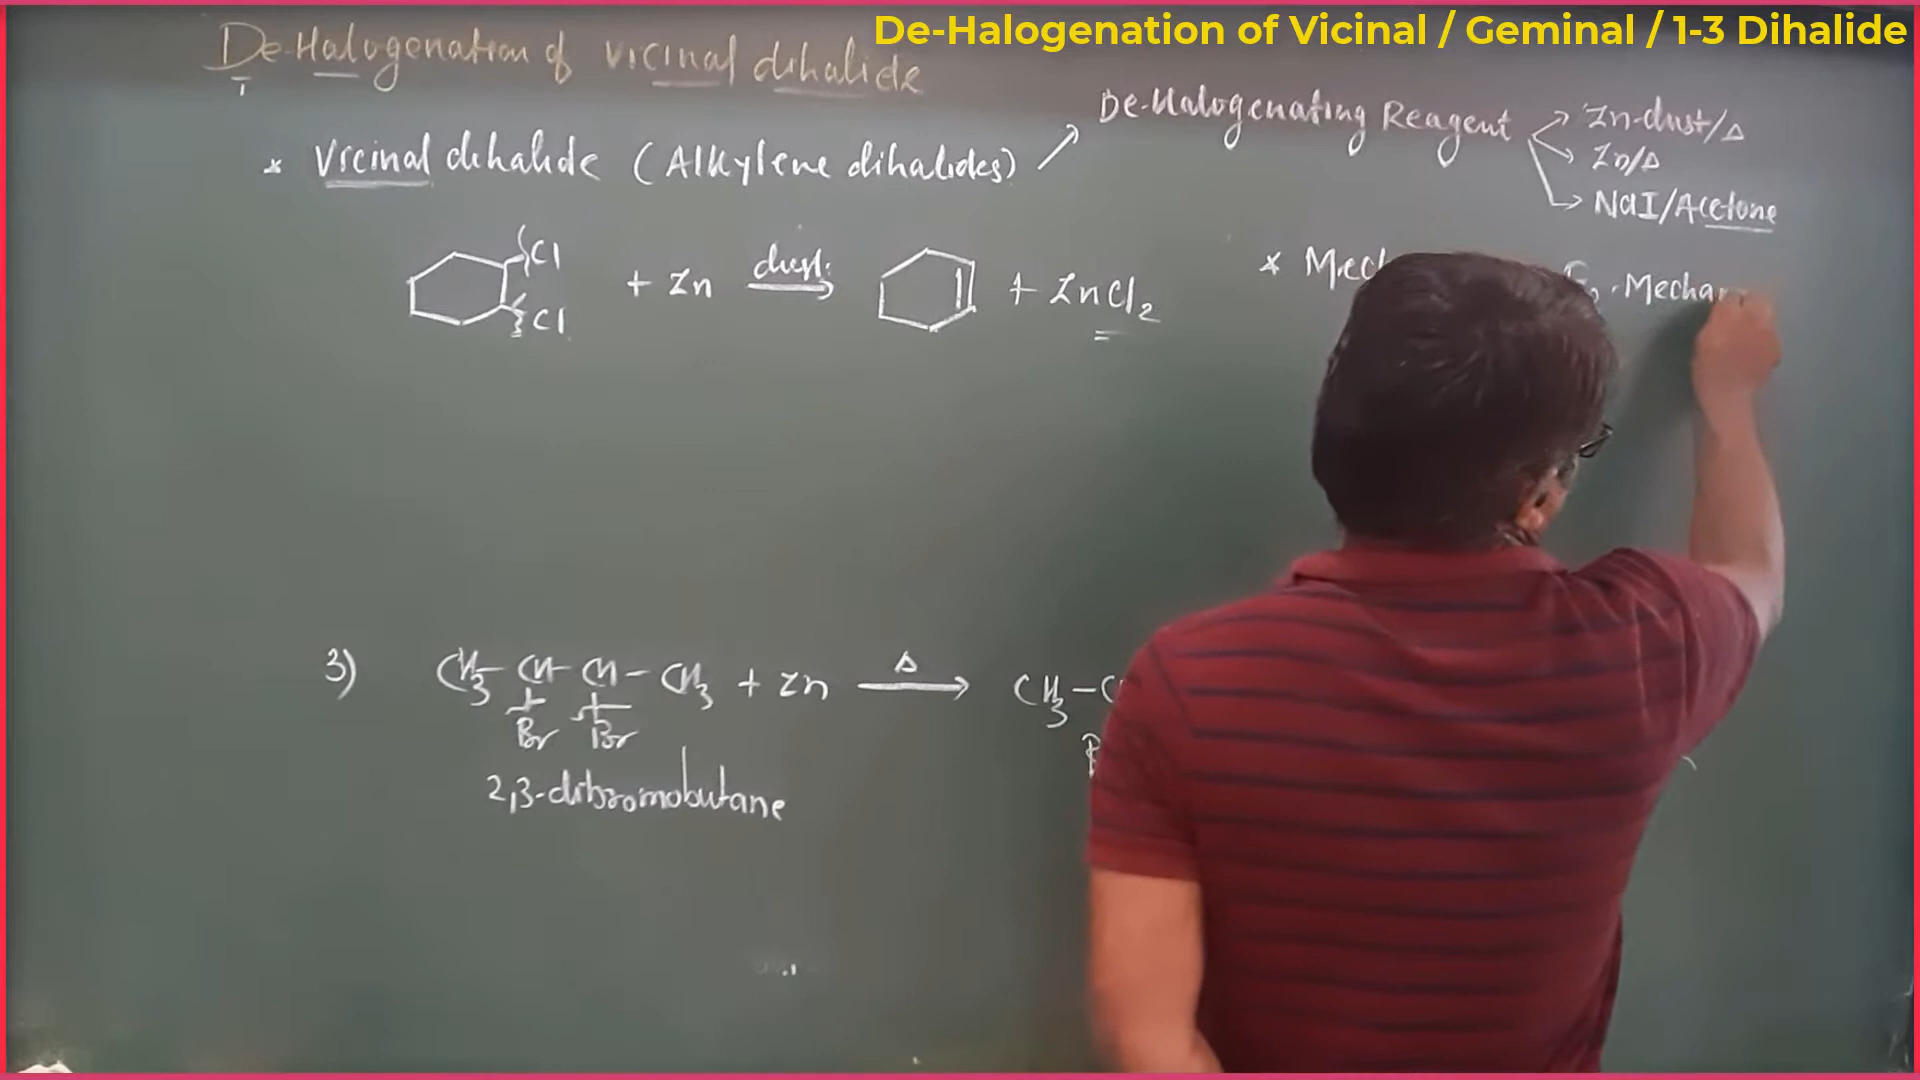 De-Halogenation of Vicinal / Geminal / 1-3 Dihalide
De-Halogenation of vicinal dihalide
* Vicinal dihalide (Alkylene dihalides)
De-Halogenating Reagent
Zn-dust/Δ
Zn/Δ
NaI/Acetone
Cl
Cl
+ Zn
dust
+ ZnCl2
*
Mechan
3) CH3-CH-CH-CH3 + Zn Δ CH3-C
Br Br
2,3-dibromobutane